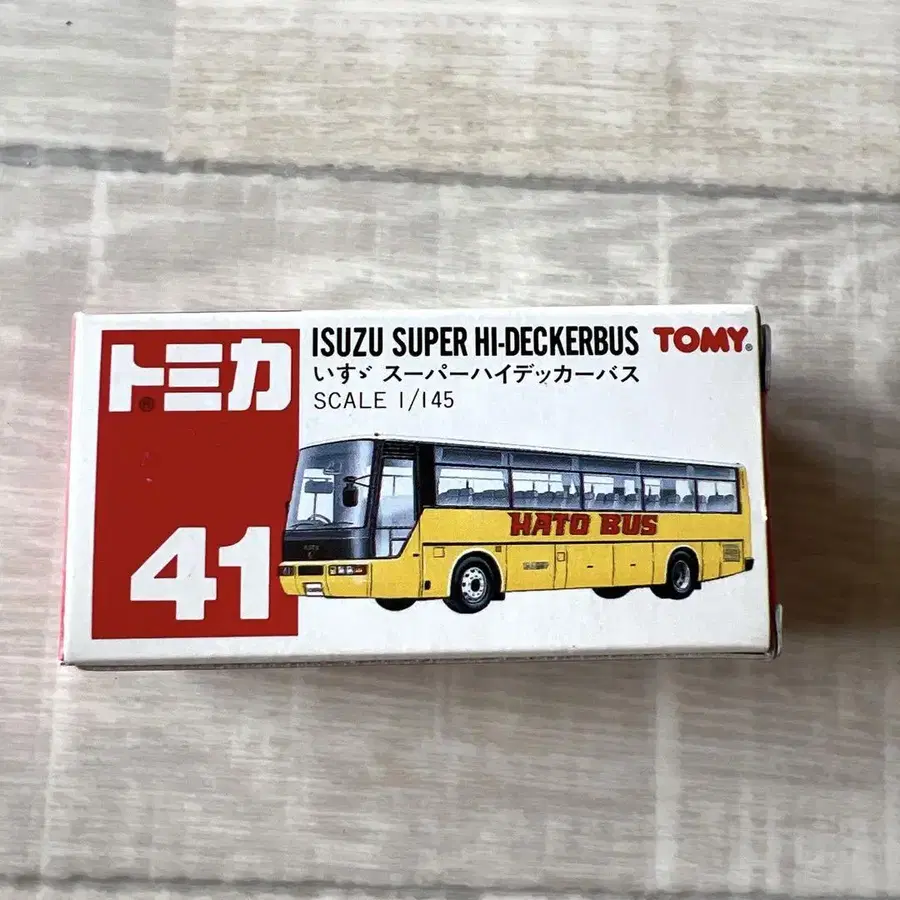 トミカ®
41
ISUZU SUPER HI-DECKERBUS
TOMY®
いすゞ スーパーハイデッカーバス
SCALE 1/145
HATO BUS